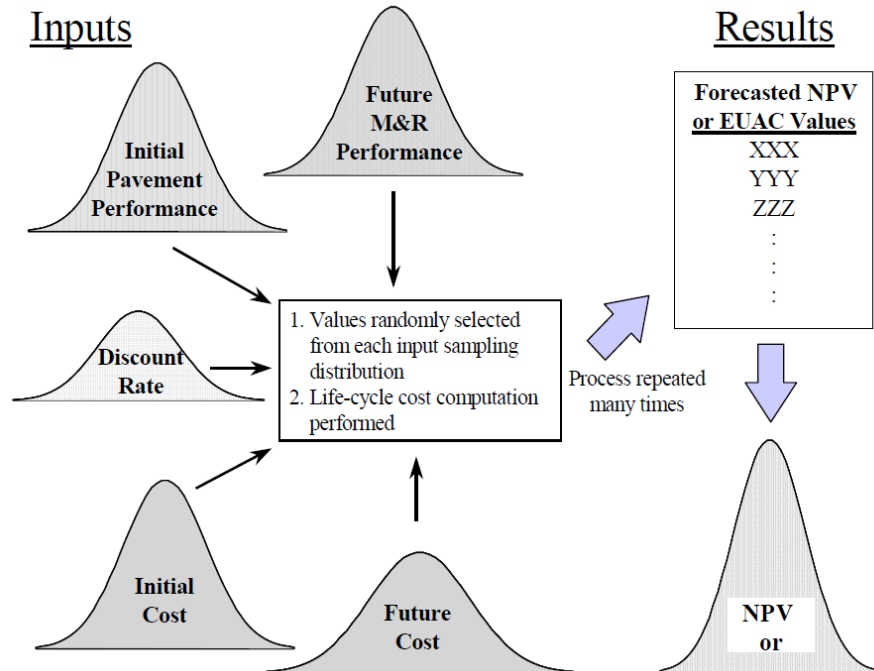 Inputs
Results
Initial
Pavement
Performance
Future
M&R
Performance
Forecasted NPV
or EUAC Values
XXX
YYY
ZZZ
:
:
:
Discount
Rate
1. Values randomly selected
from each input sampling
distribution
2. Life-cycle cost computation
performed
Process repeated
many times
Initial
Cost
Future
Cost
NPV
or